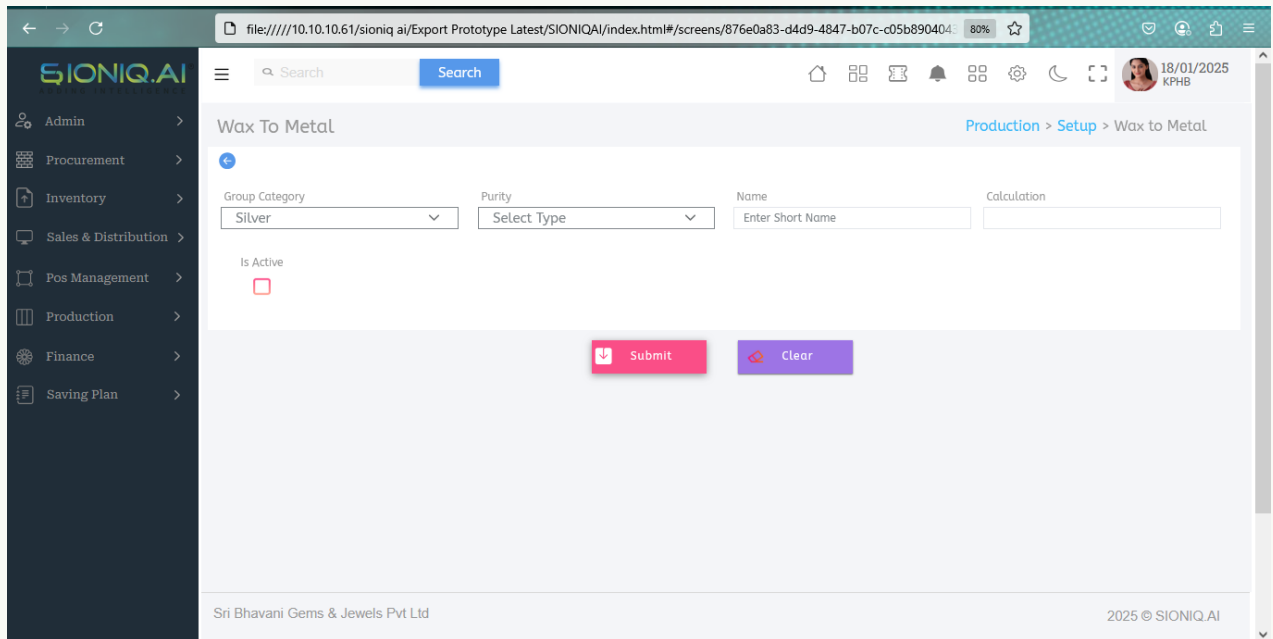 file://///10.10.10.61/sioniq ai/Export Prototype Latest/SIONIQAI/index.html#/screens/876e0a83-d4d9-4847-b07c-c05b8904043
80%
SIONIQ.AI
Search
Search
18/01/2025
KPHB
Admin
Procurement
Inventory
Sales & Distribution
Pos Management
Production
Finance
Saving Plan
Wax To Metal
Production > Setup > Wax to Metal
Group Category
Purity
Name
Calculation
Silver
Select Type
Enter Short Name
Is Active
Submit
Clear
Sri Bhavani Gems & Jewels Pvt Ltd
2025 © SIONIQ.AI